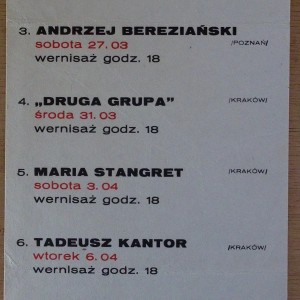 3. ANDRZEJ BEREZIAŃSKI /POZNAŃ/
sobota 27.03
wernisaż godz. 18
4. „DRUGA GRUPA” /KRAKÓW/
środa 31.03
wernisaż godz. 18
5. MARIA STANGRET /KRAKÓW/
sobota 3.04
wernisaż godz. 18
6. TADEUSZ KANTOR /KRAKÓW/
wtorek 6.04
wernisaż godz. 18